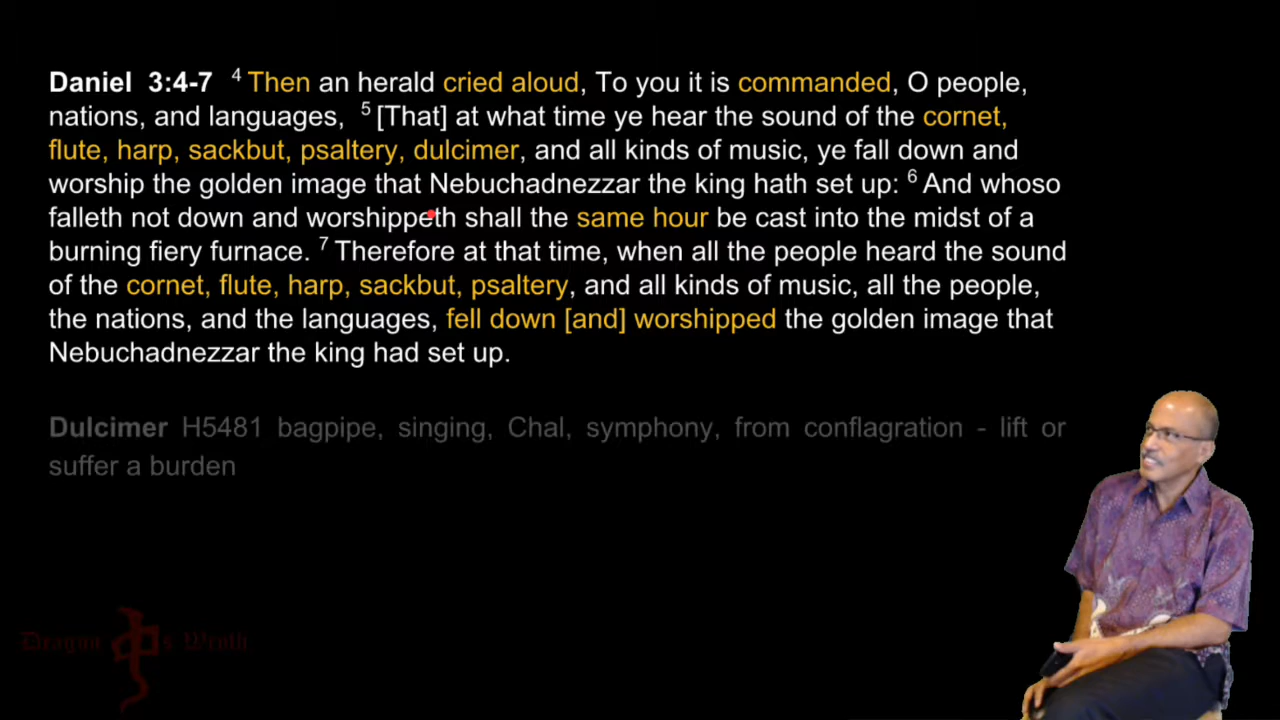 Daniel 3:4-7 4 Then an herald cried aloud, To you it is commanded, O people,
nations, and languages, 5 [That] at what time ye hear the sound of the cornet,
flute, harp, sackbut, psaltery, dulcimer, and all kinds of music, ye fall down and
worship the golden image that Nebuchadnezzar the king hath set up: 6 And whoso
falleth not down and worshippeth shall the same hour be cast into the midst of a
burning fiery furnace. 7 Therefore at that time, when all the people heard the sound
of the cornet, flute, harp, sackbut, psaltery, and all kinds of music, all the people,
the nations, and the languages, fell down [and] worshipped the golden image that
Nebuchadnezzar the king had set up.
Dulcimer H5481 bagpipe, singing, Chal, symphony, from conflagration - lift or
suffer a burden